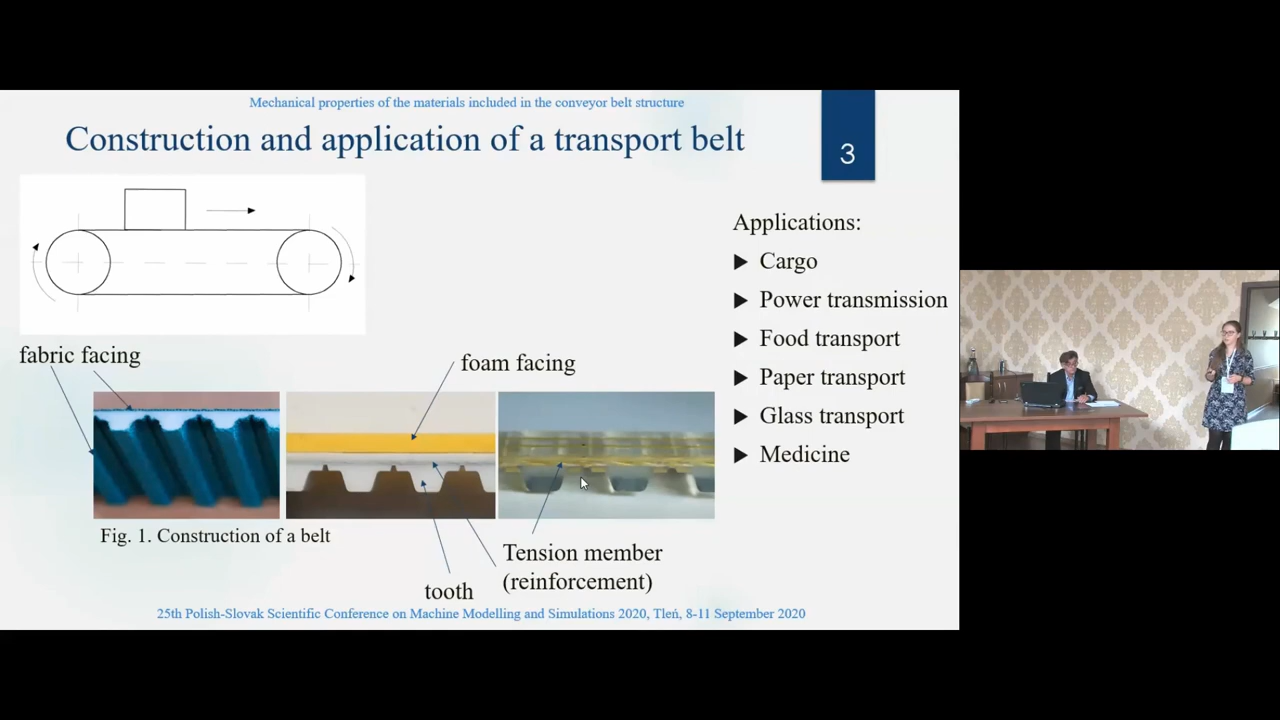 Mechanical properties of the materials included in the conveyor belt structure
Construction and application of a transport belt
3
Applications:
Cargo
Power transmission
Food transport
Paper transport
Glass transport
Medicine
fabric facing
foam facing
Fig. 1. Construction of a belt
Tension member
(reinforcement)
tooth
25th Polish-Slovak Scientific Conference on Machine Modelling and Simulations 2020, Tleń, 8-11 September 2020